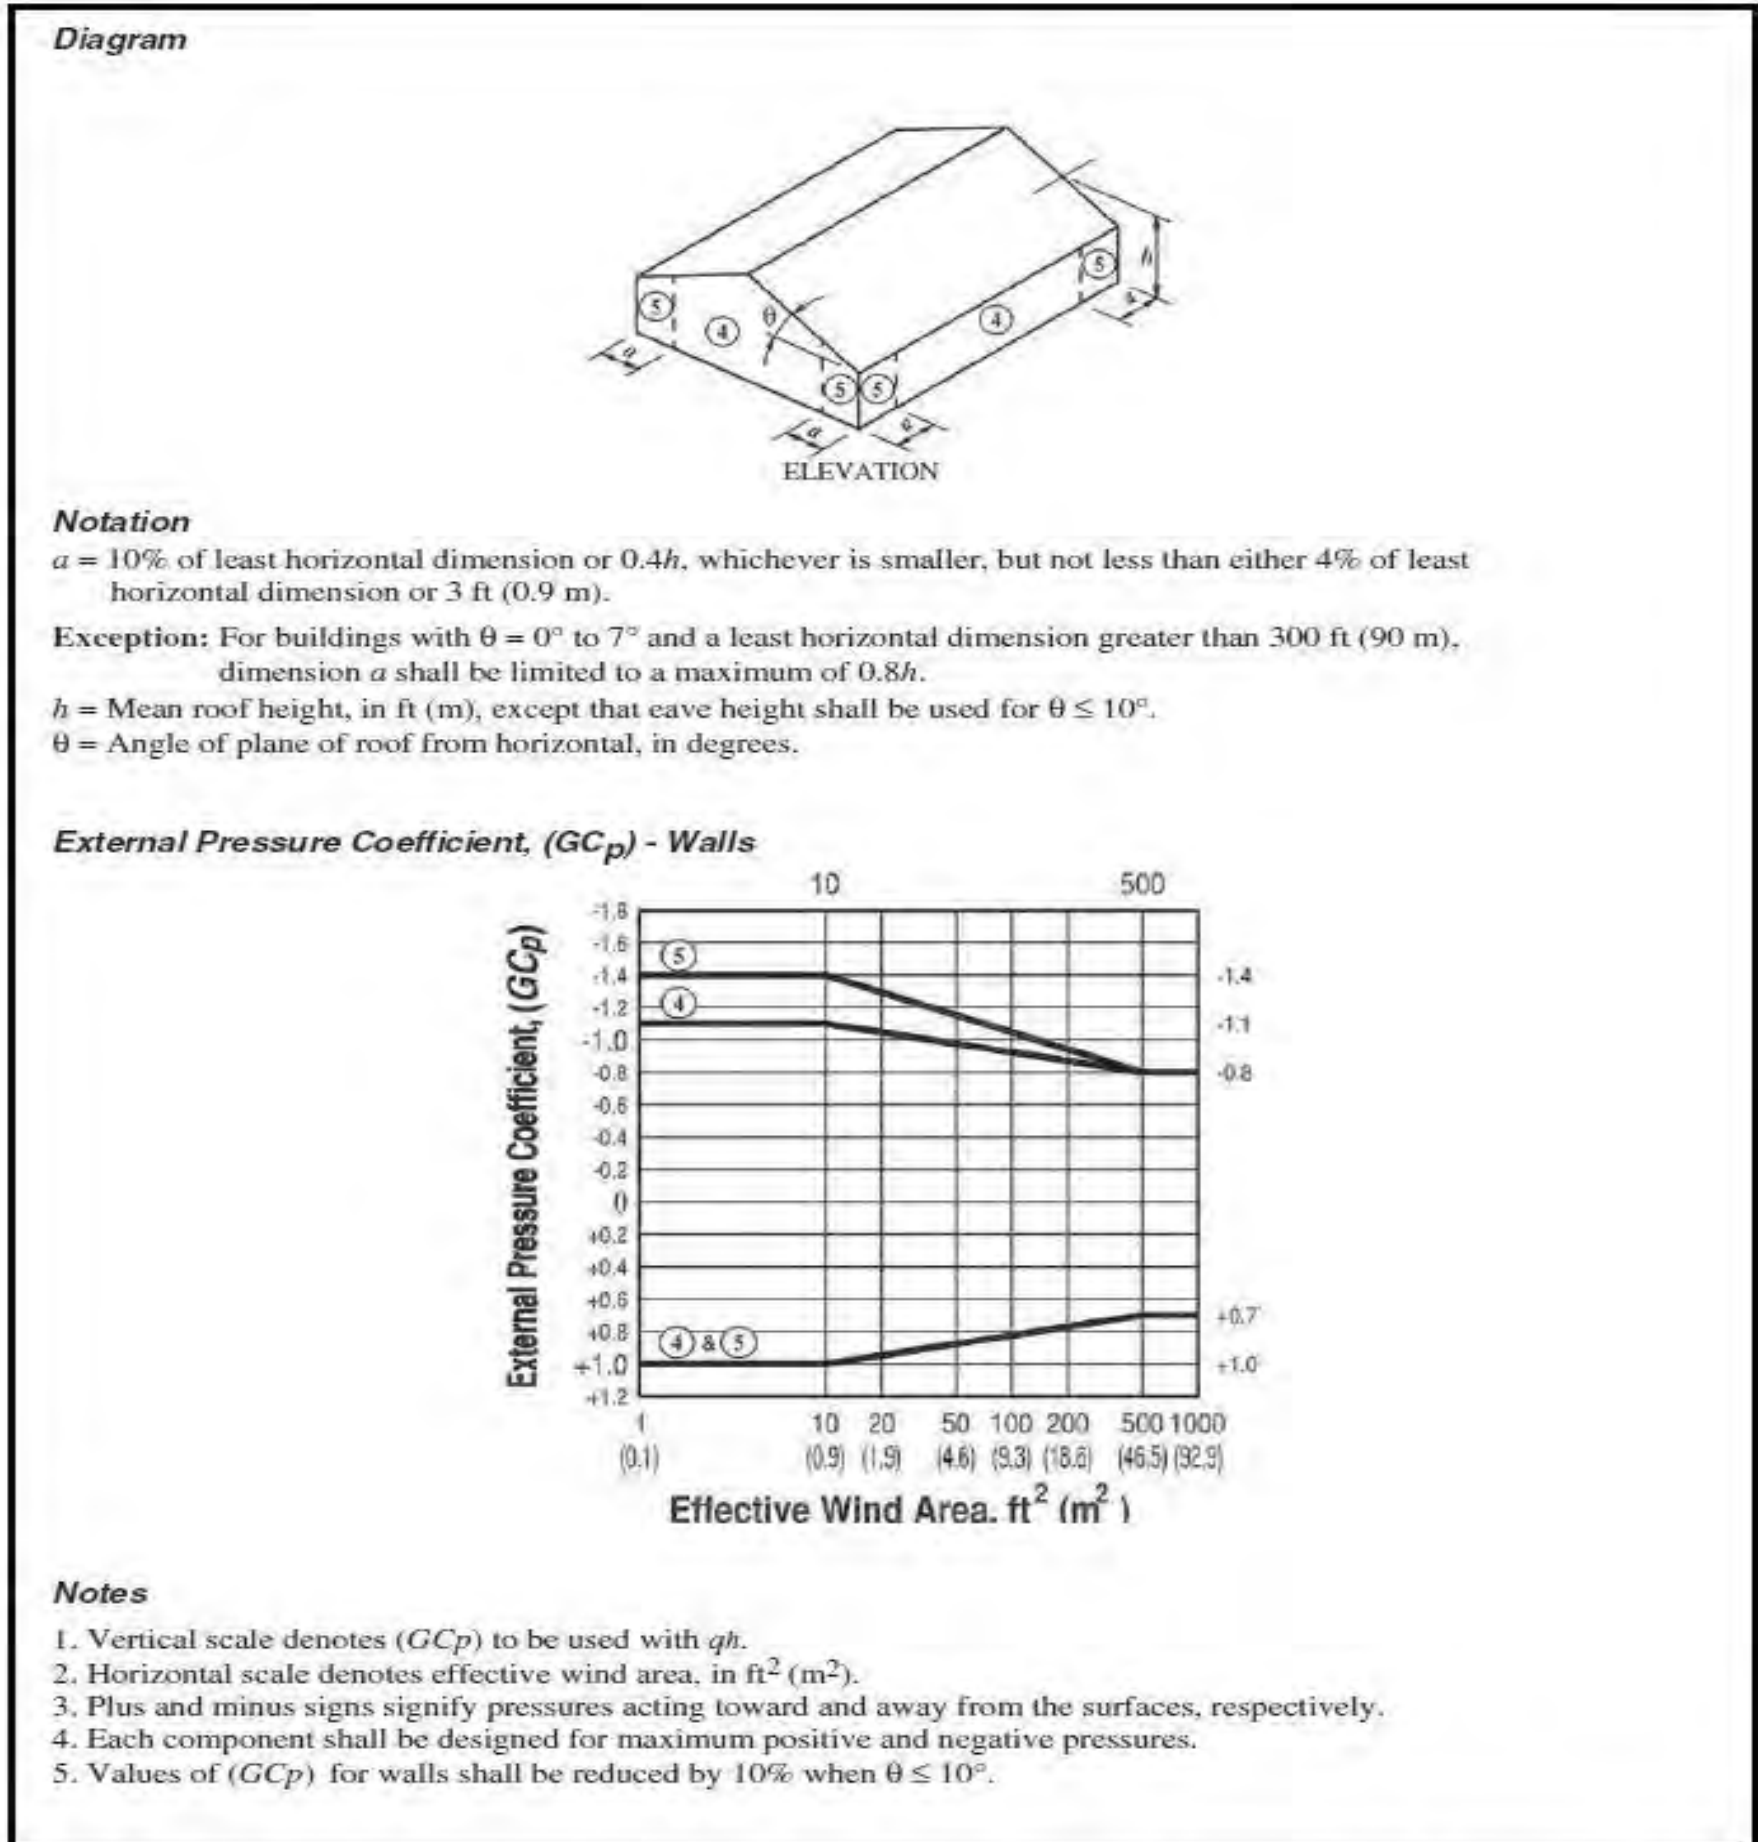 Diagram
5
4
θ
5
5
4
5
h
a
a
a
a
ELEVATION
Notation
a = 10% of least horizontal dimension or 0.4h, whichever is smaller, but not less than either 4% of least
horizontal dimension or 3 ft (0.9 m).
Exception: For buildings with θ = 0° to 7° and a least horizontal dimension greater than 300 ft (90 m),
dimension a shall be limited to a maximum of 0.8h.
h = Mean roof height, in ft (m), except that eave height shall be used for θ ≤ 10°.
θ = Angle of plane of roof from horizontal, in degrees.
External Pressure Coefficient, (GCp) - Walls
10 500
External Pressure Coefficient, (GCp)
-1.8
-1.6
5
-1.4 -1.4
-1.2
4
-1.1
-1.0
-0.8 -0.8
-0.6
-0.4
-0.2
0
+0.2
+0.4
+0.6
+0.7
+0.8
4 & 5
+1.0 +1.0
+1.2
1 10 20 50 100 200 500 1000
(0.1) (0.9) (1.9) (4.6) (9.3) (18.6) (46.5) (92.9)
Effective Wind Area. ft² (m²)
Notes
1. Vertical scale denotes (GCp) to be used with qh.
2. Horizontal scale denotes effective wind area, in ft² (m²).
3. Plus and minus signs signify pressures acting toward and away from the surfaces, respectively.
4. Each component shall be designed for maximum positive and negative pressures.
5. Values of (GCp) for walls shall be reduced by 10% when θ ≤ 10°.